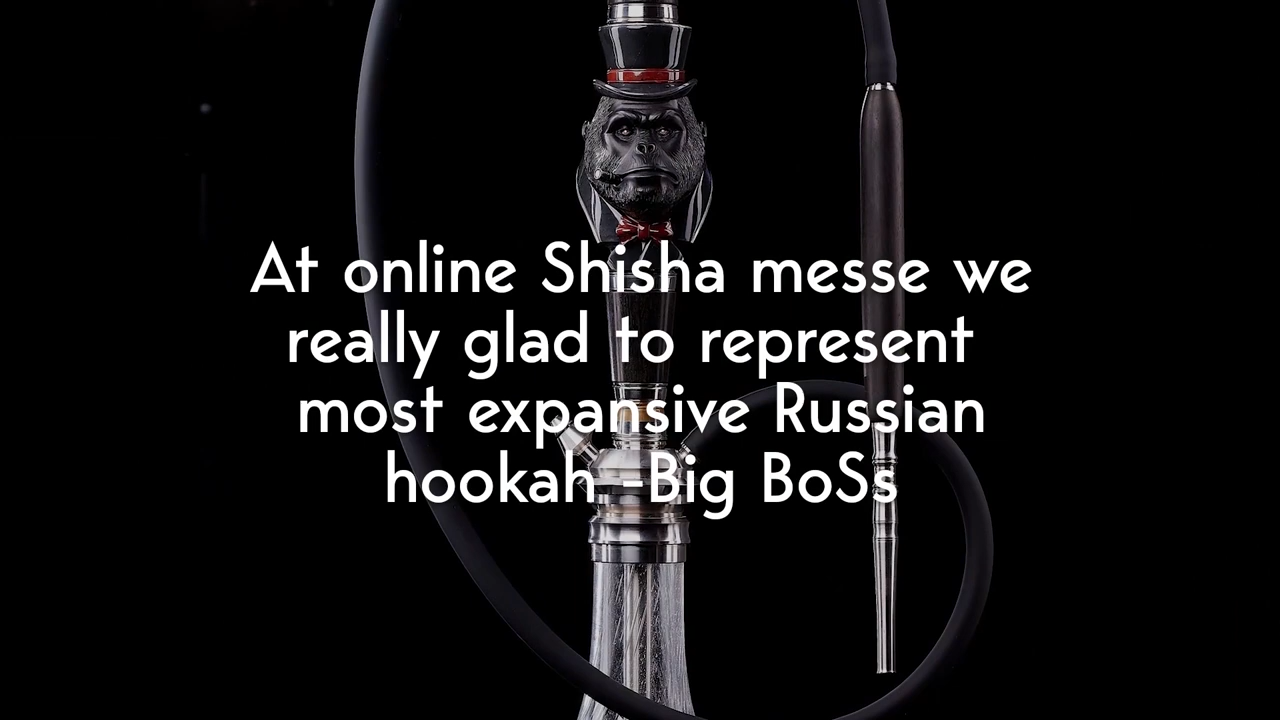 At online Shisha messe we
really glad to represent
most expansive Russian
hookah -Big BoSs